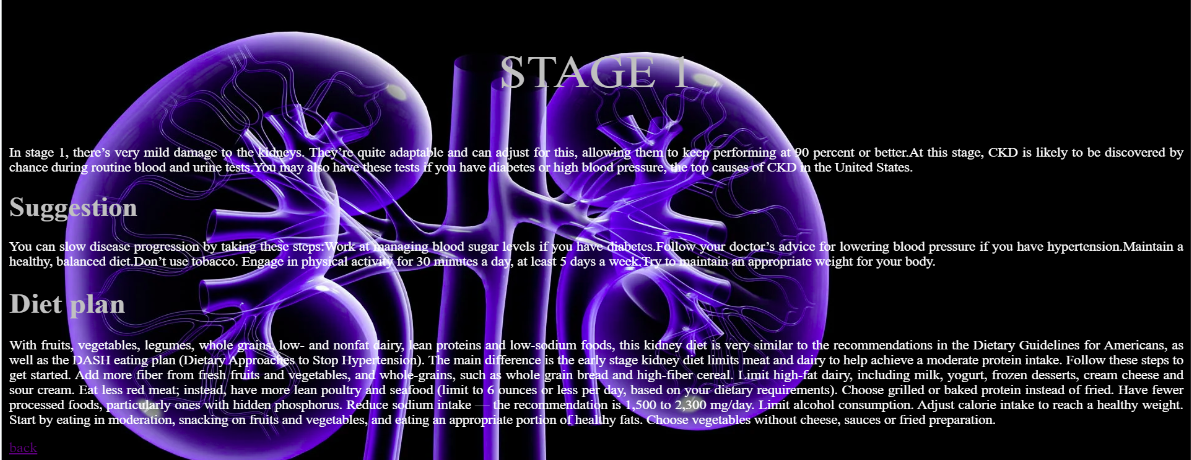 STAGE 1
In stage 1, there’s very mild damage to the kidneys. They’re quite adaptable and can adjust for this, allowing them to keep performing at 90 percent or better.At this stage, CKD is likely to be discovered by
chance during routine blood and urine tests.You may also have these tests if you have diabetes or high blood pressure, the top causes of CKD in the United States.
Suggestion
You can slow disease progression by taking these steps:Work at managing blood sugar levels if you have diabetes.Follow your doctor’s advice for lowering blood pressure if you have hypertension.Maintain a
healthy, balanced diet.Don’t use tobacco. Engage in physical activity for 30 minutes a day, at least 5 days a week.Try to maintain an appropriate weight for your body.
Diet plan
With fruits, vegetables, legumes, whole grains, low- and nonfat dairy, lean proteins and low-sodium foods, this kidney diet is very similar to the recommendations in the Dietary Guidelines for Americans, as
well as the DASH eating plan (Dietary Approaches to Stop Hypertension). The main difference is the early stage kidney diet limits meat and dairy to help achieve a moderate protein intake. Follow these steps to
get started. Add more fiber from fresh fruits and vegetables, and whole-grains, such as whole grain bread and high-fiber cereal. Limit high-fat dairy, including milk, yogurt, frozen desserts, cream cheese and
sour cream. Eat less red meat; instead, have more lean poultry and seafood (limit to 6 ounces or less per day, based on your dietary requirements). Choose grilled or baked protein instead of fried. Have fewer
processed foods, particularly ones with hidden phosphorus. Reduce sodium intake — the recommendation is 1,500 to 2,300 mg/day. Limit alcohol consumption. Adjust calorie intake to reach a healthy weight.
Start by eating in moderation, snacking on fruits and vegetables, and eating an appropriate portion of healthy fats. Choose vegetables without cheese, sauces or fried preparation.
back